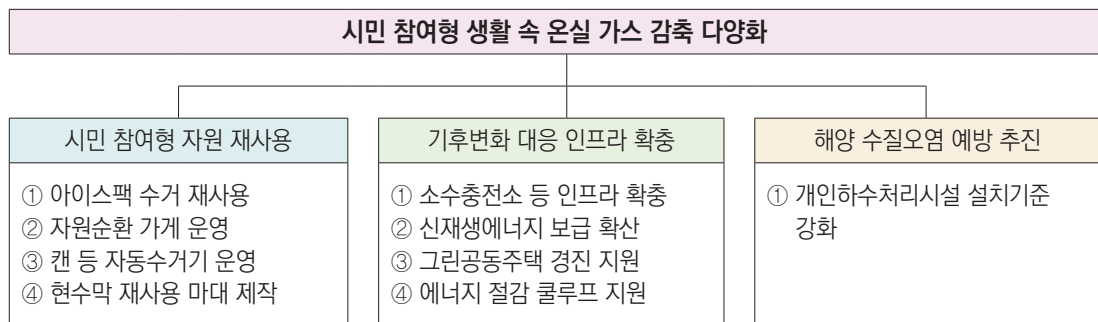 시민 참여형 생활 속 온실 가스 감축 다양화
시민 참여형 자원 재사용
① 아이스팩 수거 재사용
② 자원순환 가게 운영
③ 캔 등 자동수거기 운영
④ 현수막 재사용 마대 제작
기후변화 대응 인프라 확충
① 소수충전소 등 인프라 확충
② 신재생에너지 보급 확산
③ 그린공동주택 경진 지원
④ 에너지 절감 쿨루프 지원
해양 수질오염 예방 추진
① 개인하수처리시설 설치기준
강화